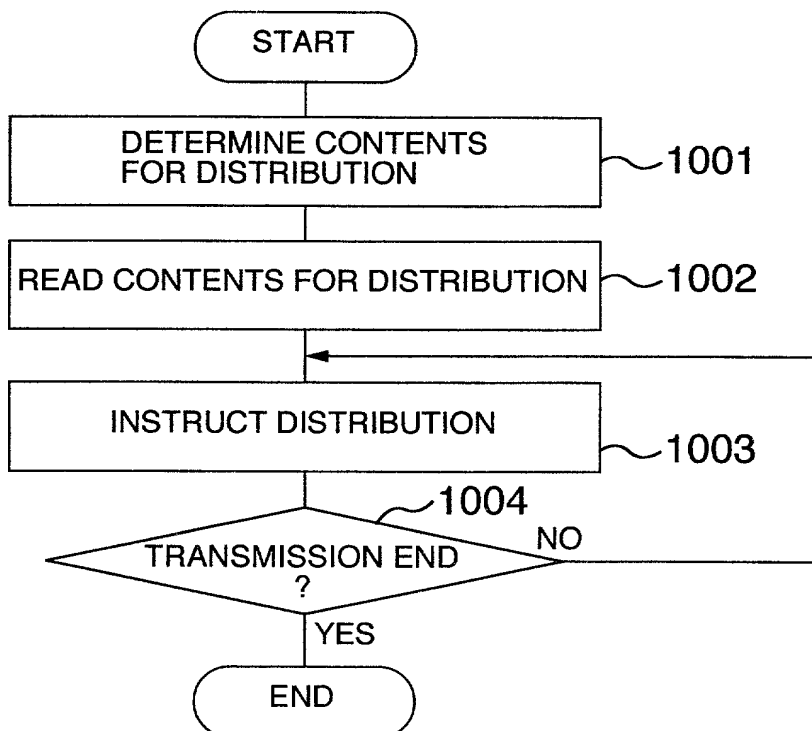 START
DETERMINE CONTENTS
FOR DISTRIBUTION
1001
READ CONTENTS FOR DISTRIBUTION
1002
INSTRUCT DISTRIBUTION
1003
1004
TRANSMISSION END
?
NO
YES
END